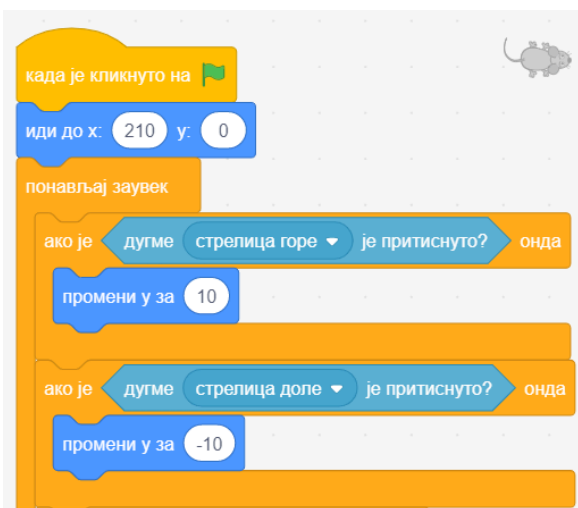 када је кликнуто на
иди до x: 210 y: 0
понављај заувек
ако је дугме стрелица горе је притиснуто? онда
промени y за 10
ако је дугме стрелица доле је притиснуто? онда
промени y за -10